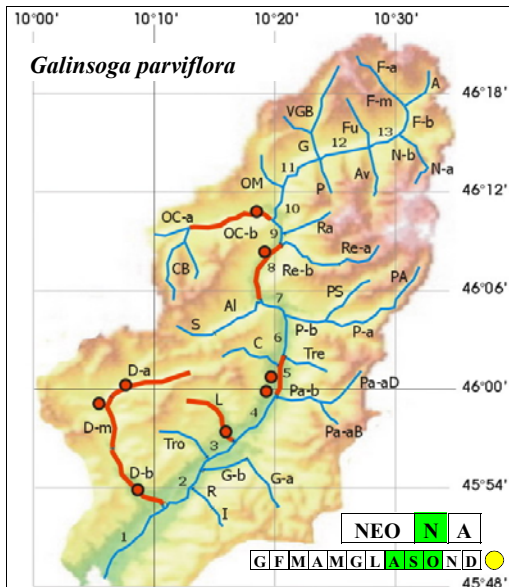 10°00' 10°10' 10°20' 10°30'
Galinsoga parviflora
F-a
A
46°18'
F-m
VGB
Fu
F-b
G 12 13
N-b
11
N-a
OM
P
Av
46°12'
OC-a
10
OC-b
9
Ra
Re-a
8
Re-b
CB
46°06'
PS
PA
Al
7
S
P-b
P-a
6
C
Tre
D-a
5
46°00'
Pa-aD
L
Pa-b
D-m
4
Pa-aB
Tro
3
D-b
G-b
G-a
45°54'
2
R
I
1
NEO N A
G F M A M G L A S O N D
45°48'